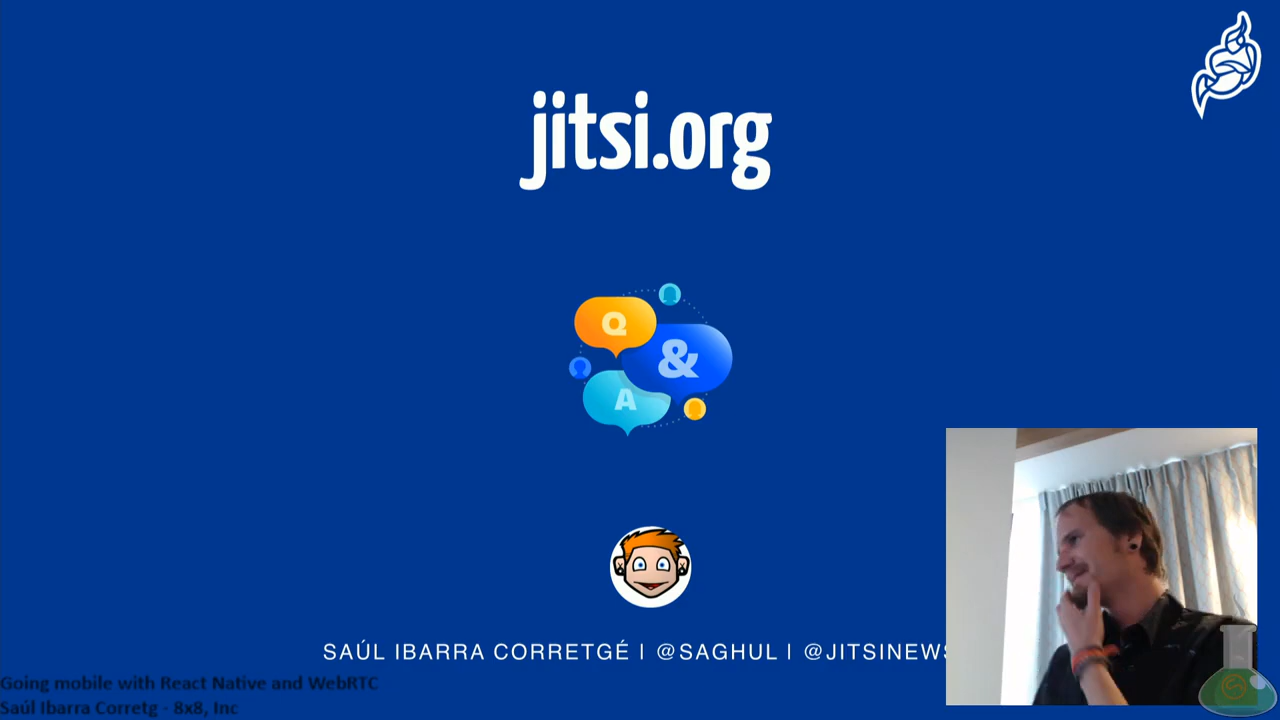 jitsi.org
Q
&
A
SAÚL IBARRA CORRETGÉ | @SAGHUL | @JITSINEWS
Going mobile with React Native and WebRTC
Saúl Ibarra Corretg - 8x8, Inc